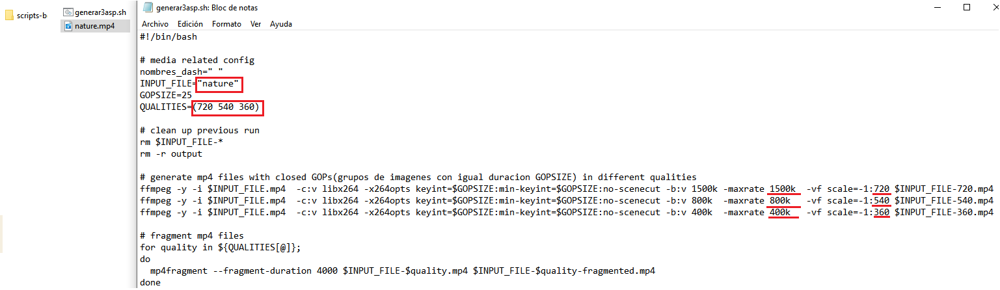 scripts-b
generar3asp.sh
nature.mp4
generar3asp.sh: Bloc de notas
Archivo Edición Formato Ver Ayuda
#!/bin/bash
# media related config
nombres_dash=" "
INPUT_FILE="nature"
GOPSIZE=25
QUALITIES=(720 540 360)
# clean up previous run
rm $INPUT_FILE-*
rm -r output
# generate mp4 files with closed GOPs(grupos de imagenes con igual duracion GOPSIZE) in different qualities
ffmpeg -y -i $INPUT_FILE.mp4  -c:v libx264 -x264opts keyint=$GOPSIZE:min-keyint=$GOPSIZE:no-scenecut -b:v 1500k -maxrate 1500k  -vf scale=-1:720 $INPUT_FILE-720.mp4
ffmpeg -y -i $INPUT_FILE.mp4  -c:v libx264 -x264opts keyint=$GOPSIZE:min-keyint=$GOPSIZE:no-scenecut -b:v 800k  -maxrate 800k   -vf scale=-1:540 $INPUT_FILE-540.mp4
ffmpeg -y -i $INPUT_FILE.mp4  -c:v libx264 -x264opts keyint=$GOPSIZE:min-keyint=$GOPSIZE:no-scenecut -b:v 400k  -maxrate 400k   -vf scale=-1:360 $INPUT_FILE-360.mp4
# fragment mp4 files
for quality in ${QUALITIES[@]};
do
  mp4fragment --fragment-duration 4000 $INPUT_FILE-$quality.mp4 $INPUT_FILE-$quality-fragmented.mp4
done